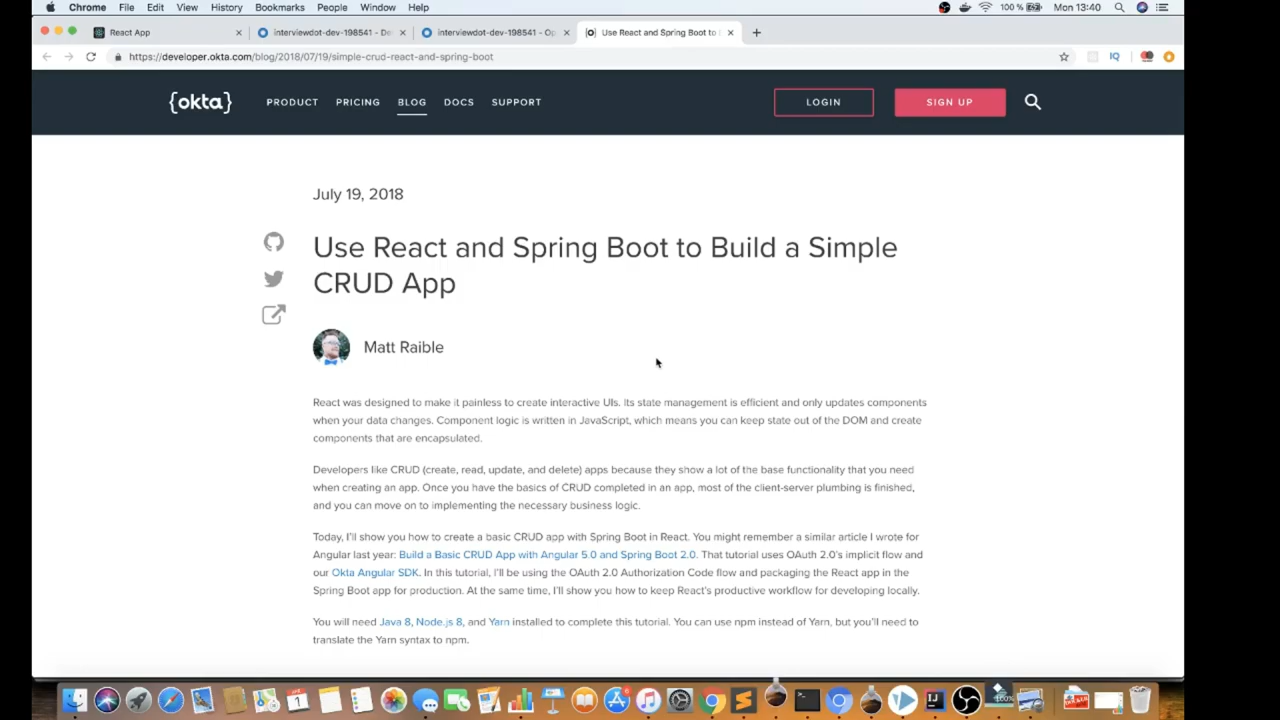 Chrome File Edit View History Bookmarks People Window Help 100 % Mon 13:40
React App interviewdot-dev-198541 - De interviewdot-dev-198541 - Op Use React and Spring Boot to
https://developer.okta.com/blog/2018/07/19/simple-crud-react-and-spring-boot IQ
{okta} PRODUCT PRICING BLOG DOCS SUPPORT LOGIN SIGN UP
July 19, 2018
Use React and Spring Boot to Build a Simple
CRUD App
Matt Raible
React was designed to make it painless to create interactive UIs. Its state management is efficient and only updates components
when your data changes. Component logic is written in JavaScript, which means you can keep state out of the DOM and create
components that are encapsulated.
Developers like CRUD (create, read, update, and delete) apps because they show a lot of the base functionality that you need
when creating an app. Once you have the basics of CRUD completed in an app, most of the client-server plumbing is finished,
and you can move on to implementing the necessary business logic.
Today, I'll show you how to create a basic CRUD app with Spring Boot in React. You might remember a similar article I wrote for
Angular last year: Build a Basic CRUD App with Angular 5.0 and Spring Boot 2.0. That tutorial uses OAuth 2.0's implicit flow and
our Okta Angular SDK. In this tutorial, I'll be using the OAuth 2.0 Authorization Code flow and packaging the React app in the
Spring Boot app for production. At the same time, I'll show you how to keep React's productive workflow for developing locally.
You will need Java 8, Node.js 8, and Yarn installed to complete this tutorial. You can use npm instead of Yarn, but you'll need to
translate the Yarn syntax to npm.